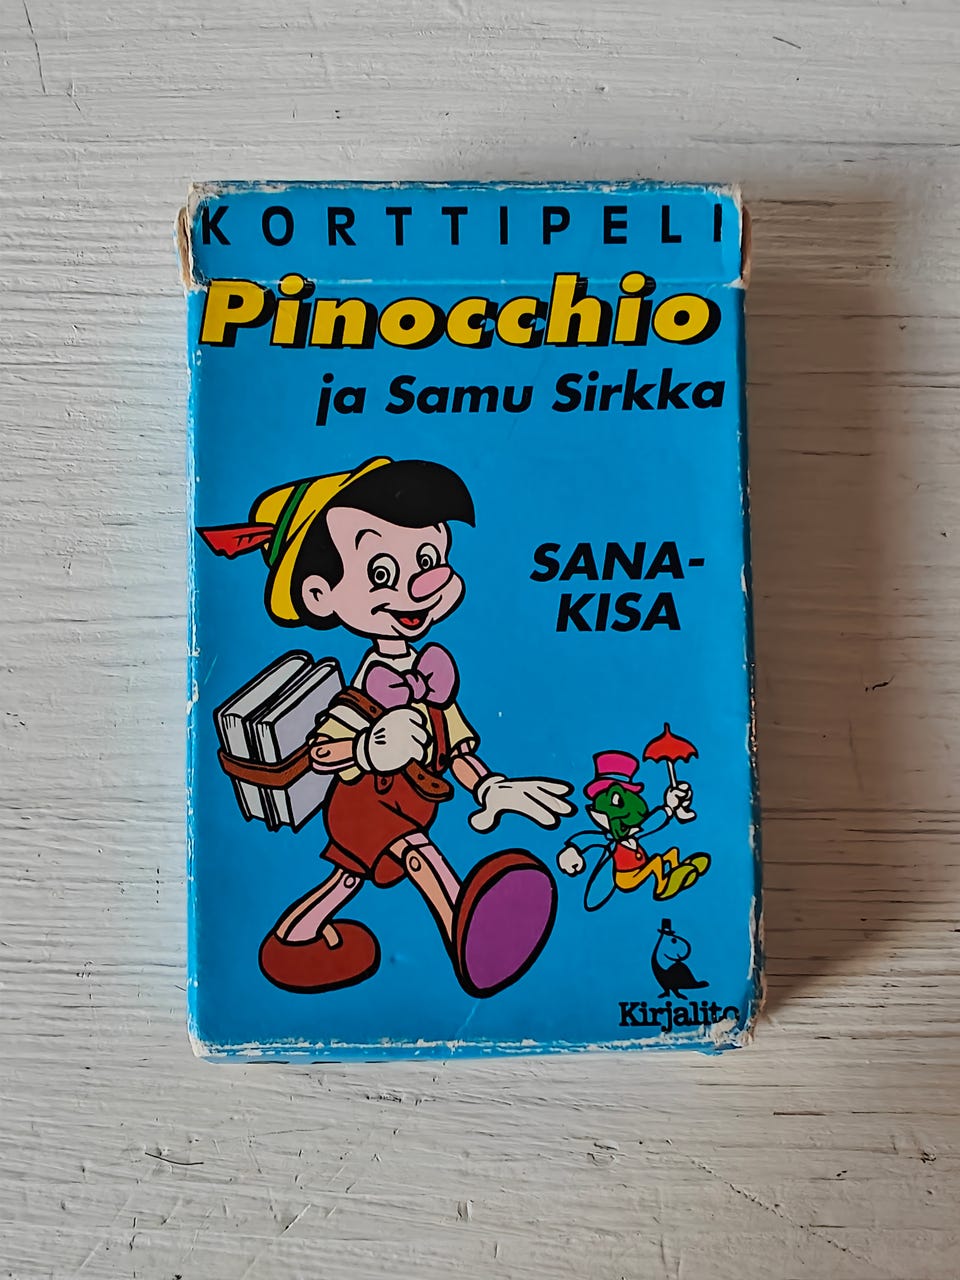 KORTTIPELI
Pinocchio
ja Samu Sirkka
SANA-
KISA
Kirjalito